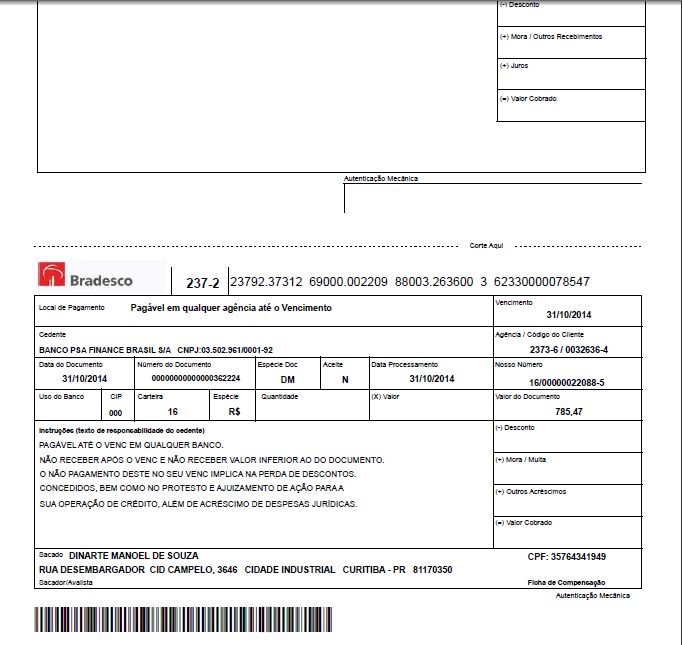 (-) Desconto
(+) Mora / Outros Recebimentos
(+) Juros
(=) Valor Cobrado
Autenticação Mecânica
Corte Aqui
Bradesco 237-2 23792.37312 69000.002209 88003.263600 3 62330000078547
Local de Pagamento Pagável em qualquer agência até o Vencimento
Vencimento
31/10/2014
Cedente
BANCO PSA FINANCE BRASIL S/A CNPJ:03.502.961/0001-92
Agência / Código do Cliente
2373-6 / 0032636-4
Data do Documento Número do Documento Espécie Doc Aceite Data Processamento Nosso Número
31/10/2014 00000000000000362224 DM N 31/10/2014 16/00000022088-5
Uso do Banco CIP Carteira Espécie Quantidade (X) Valor Valor do Documento
000 16 R$ 785,47
Instruções (texto de responsabilidade do cedente)
PAGÁVEL ATÉ O VENC EM QUALQUER BANCO.
NÃO RECEBER APÓS O VENC E NÃO RECEBER VALOR INFERIOR AO DO DOCUMENTO.
O NÃO PAGAMENTO DESTE NO SEU VENC IMPLICA NA PERDA DE DESCONTOS.
CONCEDIDOS, BEM COMO NO PROTESTO E AJUIZAMENTO DE AÇÃO PARA A
SUA OPERAÇÃO DE CRÉDITO, ALÉM DE ACRÉSCIMO DE DESPESAS JURÍDICAS.
(-) Desconto
(+) Mora / Multa
(+) Outros Acréscimos
(=) Valor Cobrado
Sacado DINARTE MANOEL DE SOUZA CPF: 35764341949
RUA DESEMBARGADOR CID CAMPELO, 3646 CIDADE INDUSTRIAL CURITIBA - PR 81170350
Sacador/Avalista Ficha de Compensação
Autenticação Mecânica